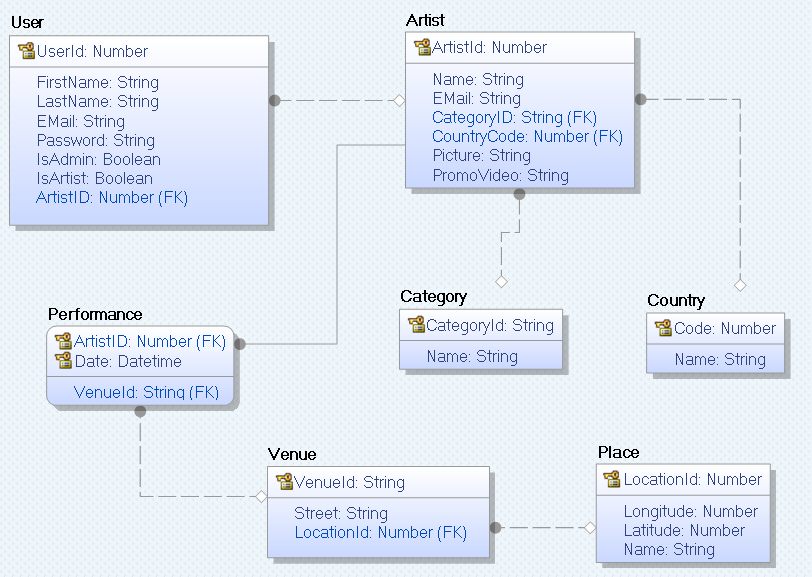 User
UserId: Number
FirstName: String
LastName: String
EMail: String
Password: String
IsAdmin: Boolean
IsArtist: Boolean
ArtistID: Number (FK)
Artist
ArtistId: Number
Name: String
EMail: String
CategoryID: String (FK)
CountryCode: Number (FK)
Picture: String
PromoVideo: String
Performance
ArtistID: Number (FK)
Date: Datetime
VenueId: String (FK)
Category
CategoryId: String
Name: String
Country
Code: Number
Name: String
Venue
VenueId: String
Street: String
LocationId: Number (FK)
Place
LocationId: Number
Longitude: Number
Latitude: Number
Name: String